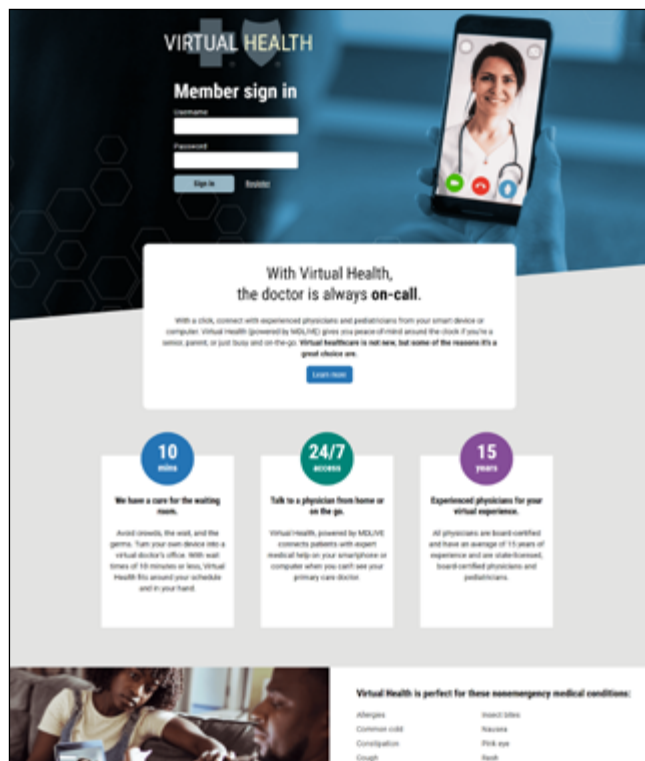 VIRTUAL HEALTH
Member sign in
Username
Password
Sign in
Register
With Virtual Health,
the doctor is always on-call.
With a click, connect with experienced physicians and pediatricians from your smart device or
computer. Virtual Health (powered by MDLIVE) gives you peace of mind around the clock if you're a
senior, parent, or just busy and on-the-go. Virtual healthcare is not new, but some of the reasons it's a
great choice are.
Learn more
10
mins
We have a cure for the waiting
room.
Avoid crowds, the wait, and the
germs. Turn your own device into a
virtual doctor's office. With wait
times of 10 minutes or less, Virtual
Health fits around your schedule
and in your hand.
24/7
access
Talk to a physician from home or
on the go.
Virtual Health, powered by MDLIVE
connects patients with expert
medical help on your smartphone or
computer when you can't see your
primary care doctor.
15
years
Experienced physicians for your
virtual experience.
All physicians are board-certified
and have an average of 15 years of
experience and are state-licensed,
board-certified physicians and
pediatricians.
Virtual Health is perfect for these nonemergency medical conditions:
Allergies
Common cold
Constipation
Cough
Insect bites
Nausea
Pink eye
Rash